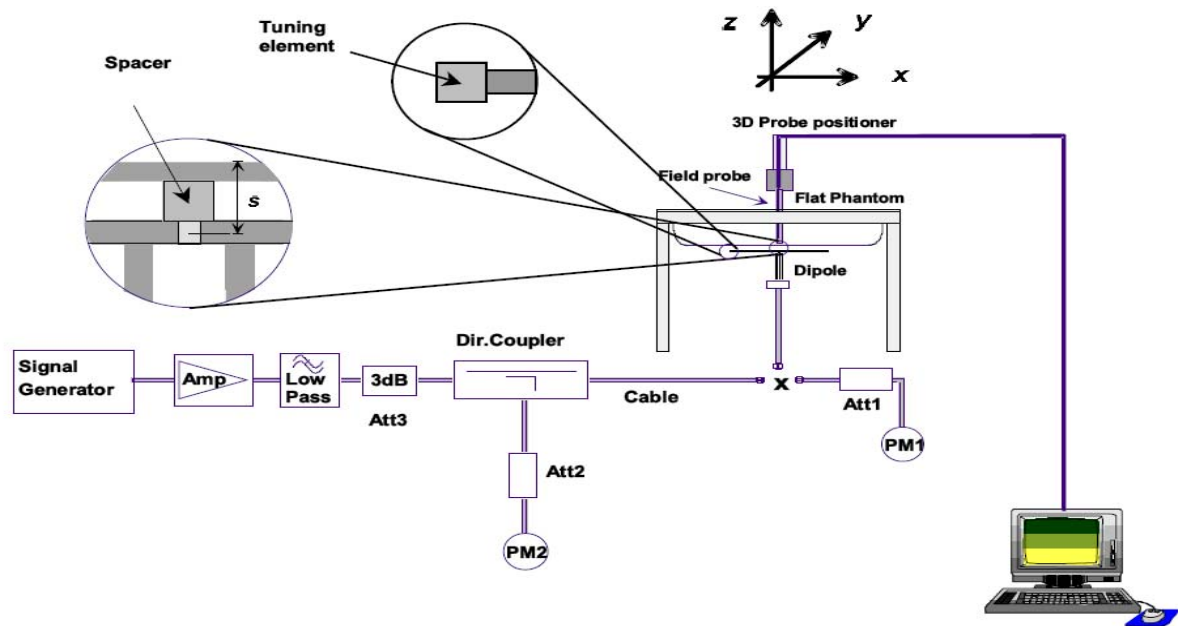 Tuning
element
Spacer
s
z
y
x
3D Probe positioner
Field probe
Flat Phantom
Dipole
Signal
Generator
Amp
Low
Pass
3dB
Att3
Dir.Coupler
Cable
x
Att1
PM1
Att2
PM2